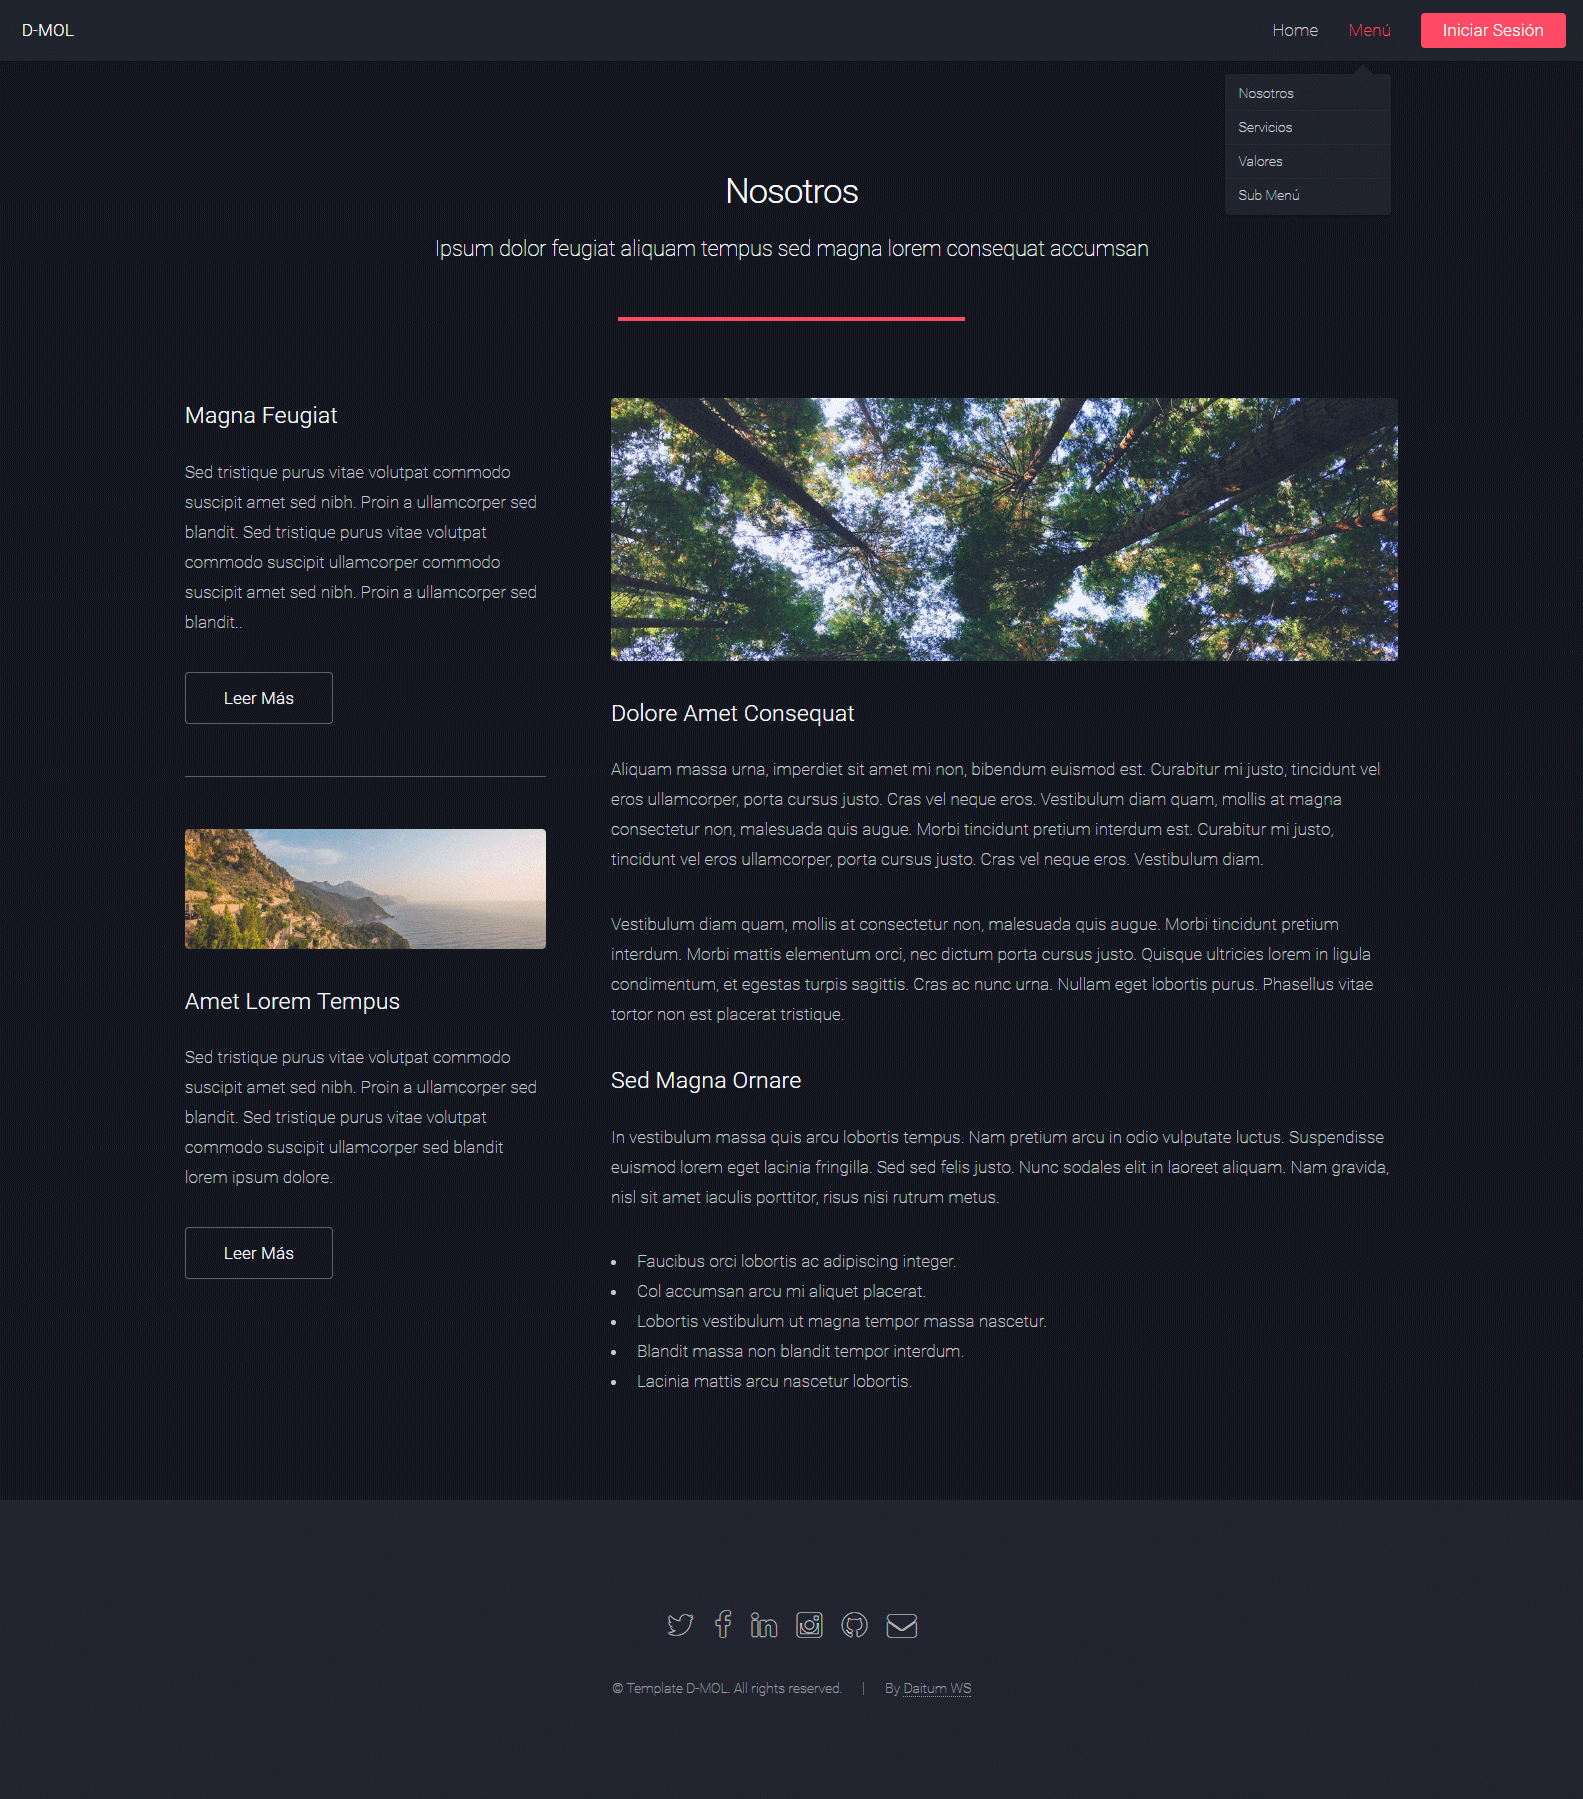 D-MOL
Home
Menú
Iniciar Sesión
Nosotros
Servicios
Valores
Sub Menú
Nosotros
Ipsum dolor feugiat aliquam tempus sed magna lorem consequat accumsan
Magna Feugiat
Sed tristique purus vitae volutpat commodo
suscipit amet sed nibh. Proin a ullamcorper sed
blandit. Sed tristique purus vitae volutpat
commodo suscipit ullamcorper commodo
suscipit amet sed nibh. Proin a ullamcorper sed
blandit..
Leer Más
Amet Lorem Tempus
Sed tristique purus vitae volutpat commodo
suscipit amet sed nibh. Proin a ullamcorper sed
blandit. Sed tristique purus vitae volutpat
commodo suscipit ullamcorper sed blandit
lorem ipsum dolore.
Leer Más
Dolore Amet Consequat
Aliquam massa urna, imperdiet sit amet mi non, bibendum euismod est. Curabitur mi justo, tincidunt vel
eros ullamcorper, porta cursus justo. Cras vel neque eros. Vestibulum diam quam, mollis at magna
consectetur non, malesuada quis augue. Morbi tincidunt pretium interdum est. Curabitur mi justo,
tincidunt vel eros ullamcorper, porta cursus justo. Cras vel neque eros. Vestibulum diam.
Vestibulum diam quam, mollis at consectetur non, malesuada quis augue. Morbi tincidunt pretium
interdum. Morbi mattis elementum orci, nec dictum porta cursus justo. Quisque ultricies lorem in ligula
condimentum, et egestas turpis sagittis. Cras ac nunc urna. Nullam eget lobortis purus. Phasellus vitae
tortor non est placerat tristique.
Sed Magna Ornare
In vestibulum massa quis arcu lobortis tempus. Nam pretium arcu in odio vulputate luctus. Suspendisse
euismod lorem eget lacinia fringilla. Sed sed felis justo. Nunc sodales elit in laoreet aliquam. Nam gravida,
nisl sit amet iaculis porttitor, risus nisi rutrum metus.
• Faucibus orci lobortis ac adipiscing integer.
• Col accumsan arcu mi aliquet placerat.
• Lobortis vestibulum ut magna tempor massa nascetur.
• Blandit massa non blandit tempor interdum.
• Lacinia mattis arcu nascetur lobortis.
© Template D-MOL. All rights reserved. | By Daitum WS